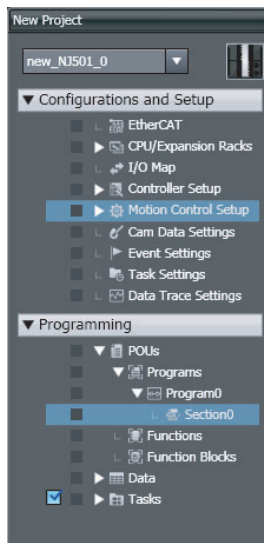 New Project
new_NJ501_0
Configurations and Setup
EtherCAT
CPU/Expansion Racks
I/O Map
Controller Setup
Motion Control Setup
Cam Data Settings
Event Settings
Task Settings
Data Trace Settings
Programming
POUs
Programs
Program0
Section0
Functions
Function Blocks
Data
Tasks